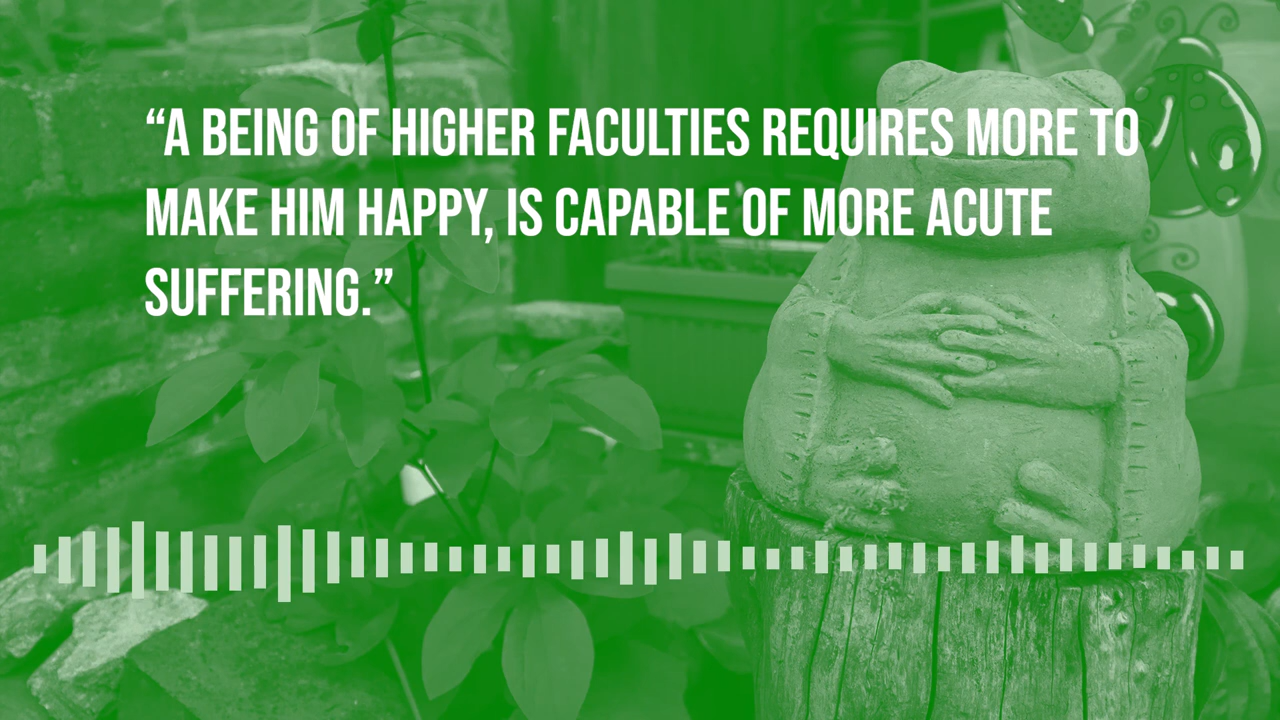 “A BEING OF HIGHER FACULTIES REQUIRES MORE TO
MAKE HIM HAPPY, IS CAPABLE OF MORE ACUTE
SUFFERING.”